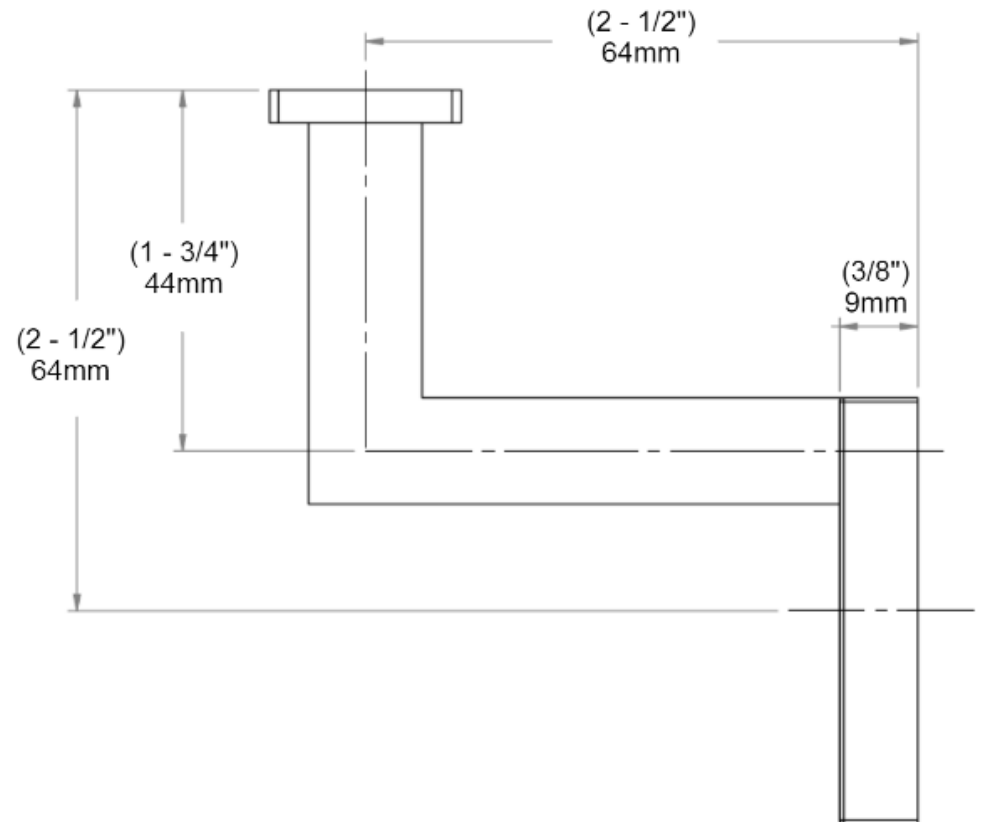 (2 - 1/2")
64mm
(1 - 3/4")
44mm
(3/8")
9mm
(2 - 1/2")
64mm